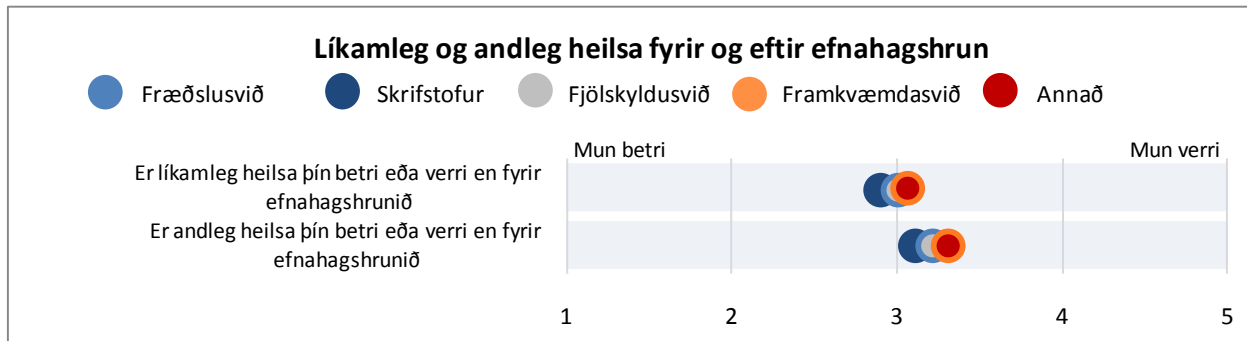 Líkamleg og andleg heilsa fyrir og eftir efnahagshrun
Fræðslusvið Skrifstofur Fjölskyldusvið Framkvæmdasvið Annað
Mun betri Mun verri
Er líkamleg heilsa þín betri eða verri en fyrir
efnahagshrunið
Er andleg heilsa þín betri eða verri en fyrir
efnahagshrunið
1 2 3 4 5